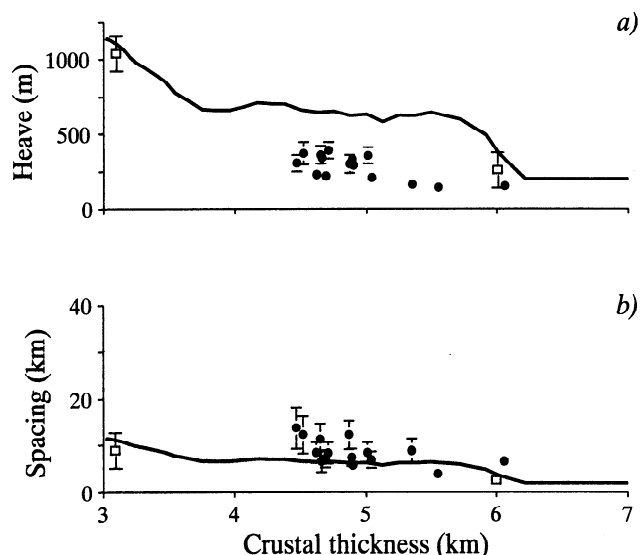 a)
Heave (m)
1000
500
0
b)
Spacing (km)
40
20
0
3 4 5 6 7
Crustal thickness (km)